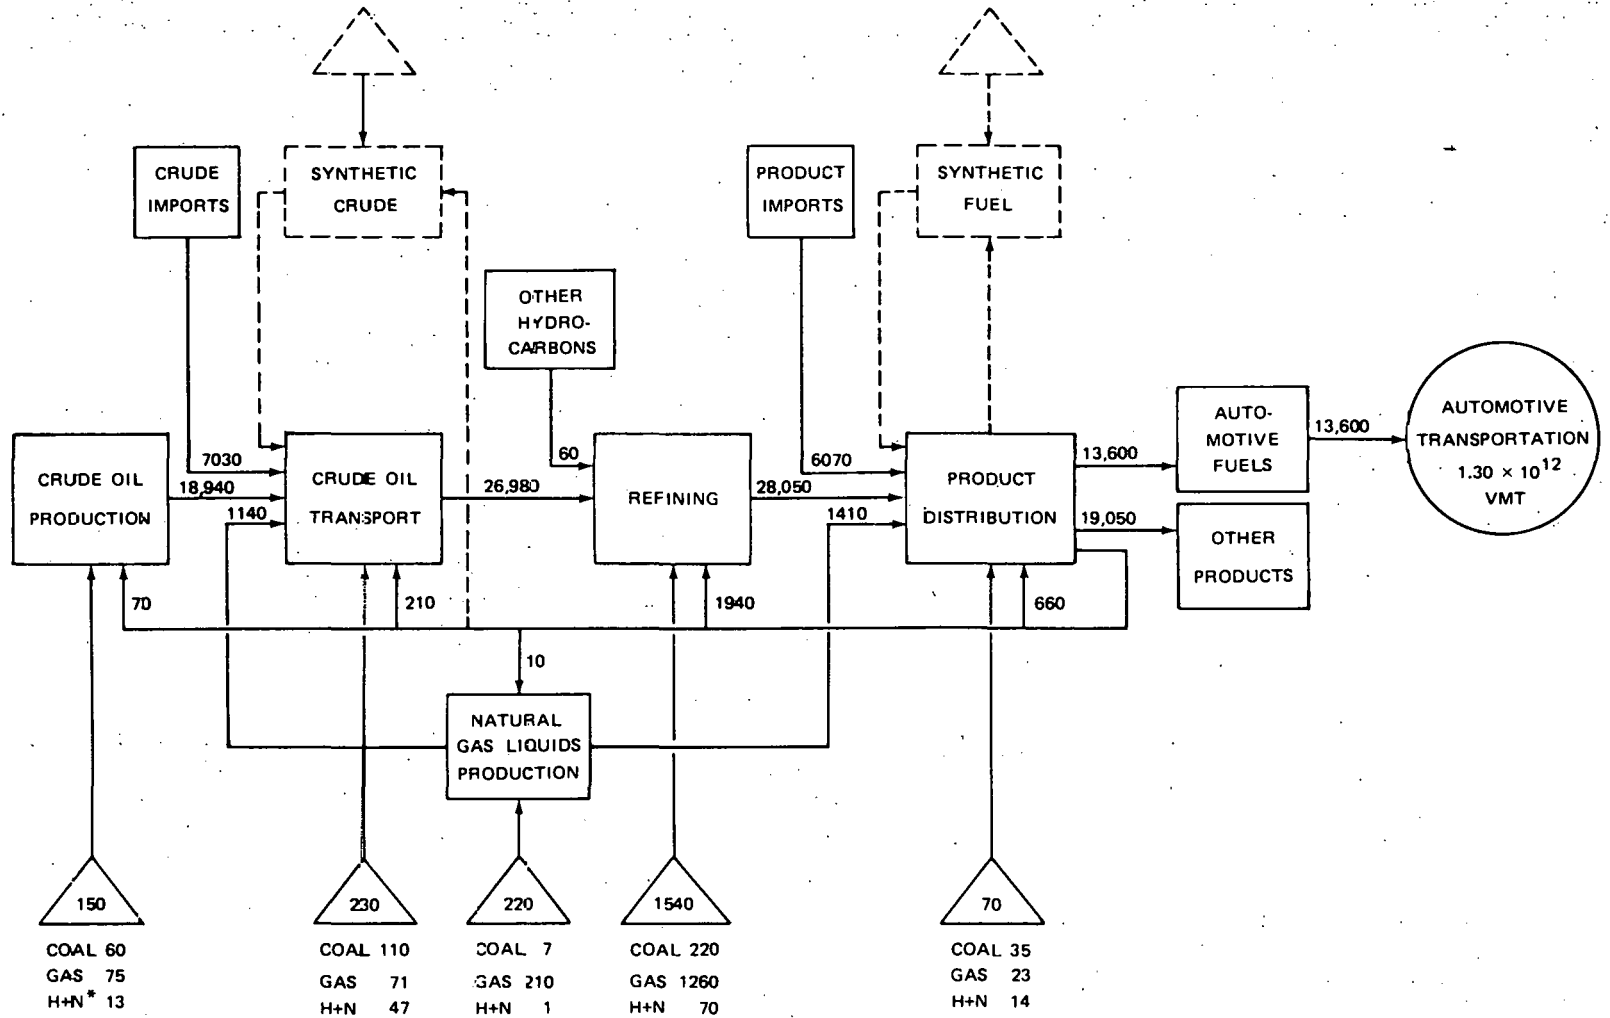 CRUDE
IMPORTS
SYNTHETIC
CRUDE
PRODUCT
IMPORTS
SYNTHETIC
FUEL
OTHER
HYDRO-
CARBONS
CRUDE OIL
PRODUCTION
7030
18,940
1140
CRUDE OIL
TRANSPORT
26,980
60
REFINING
28,050
6070
1410
PRODUCT
DISTRIBUTION
13,600
19,050
AUTO-
MOTIVE
FUELS
OTHER
PRODUCTS
13,600
AUTOMOTIVE
TRANSPORTATION
1.30 × 10¹²
VMT
70
210
1940
660
10
NATURAL
GAS LIQUIDS
PRODUCTION
150
COAL 60
GAS 75
H+N* 13
230
COAL 110
GAS 71
H+N 47
220
COAL 7
GAS 210
H+N 1
1540
COAL 220
GAS 1260
H+N 70
70
COAL 35
GAS 23
H+N 14